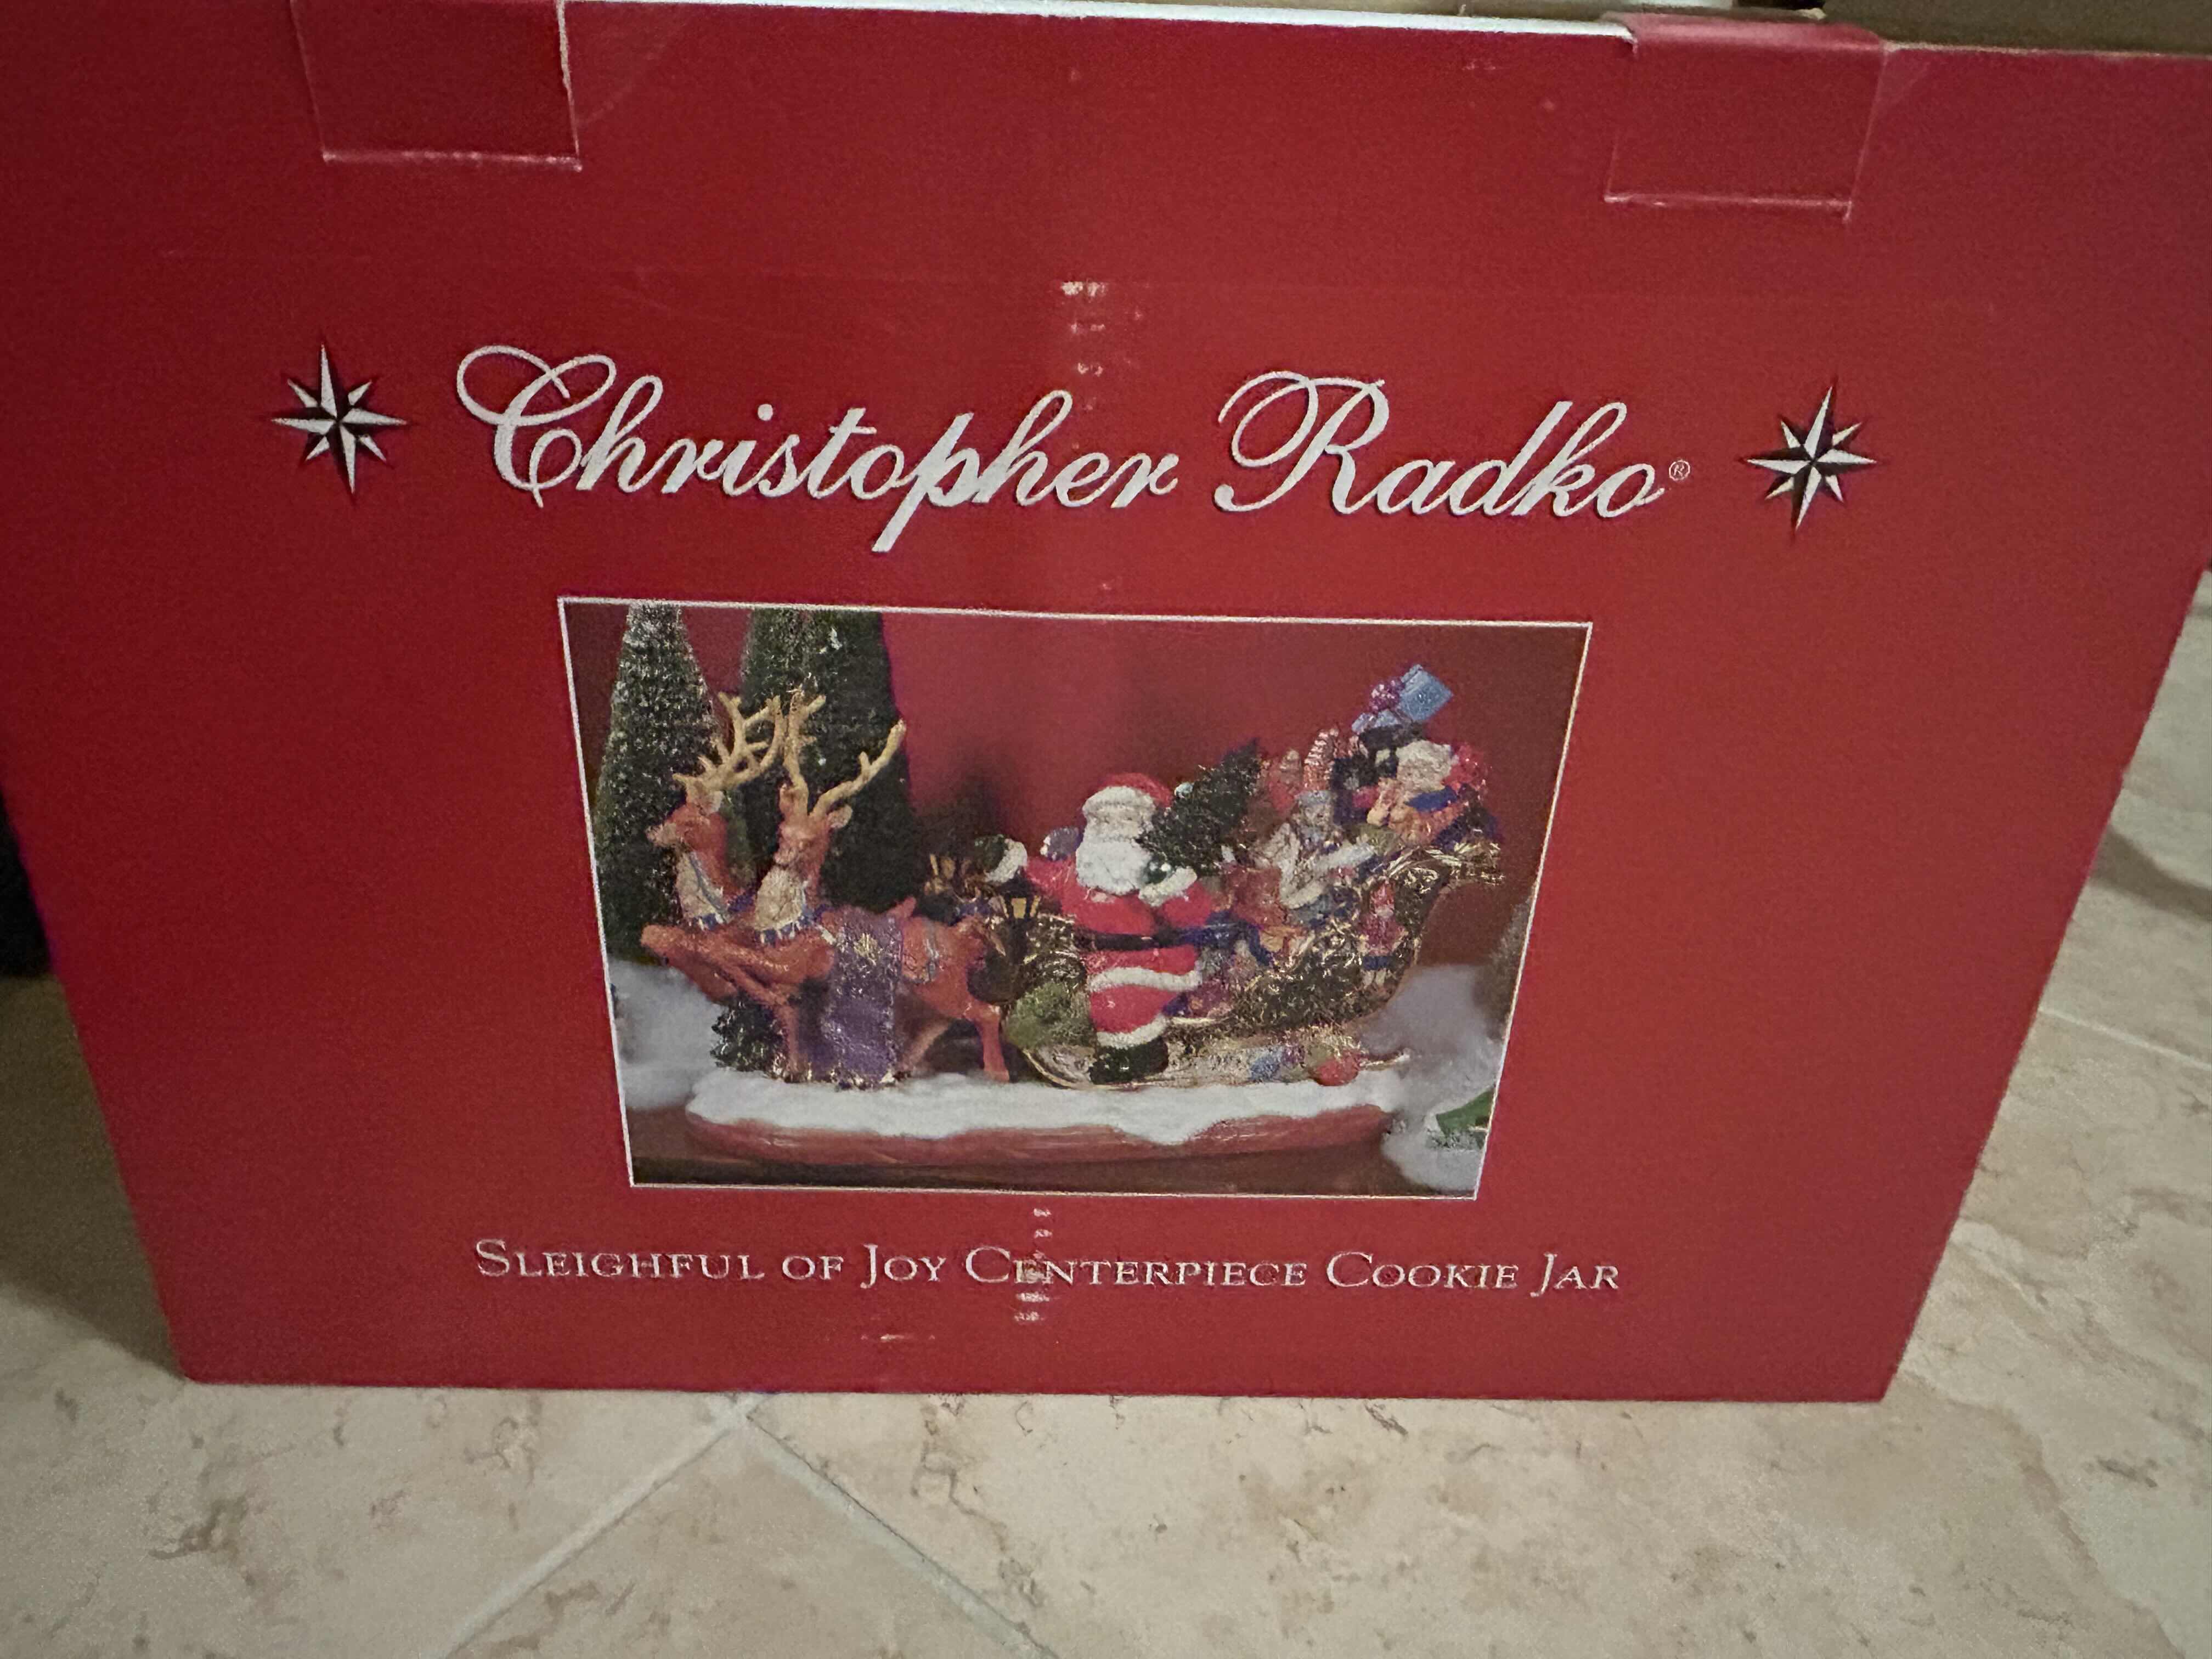 Christopher Radko®
Sleighful of Joy Centerpiece Cookie Jar